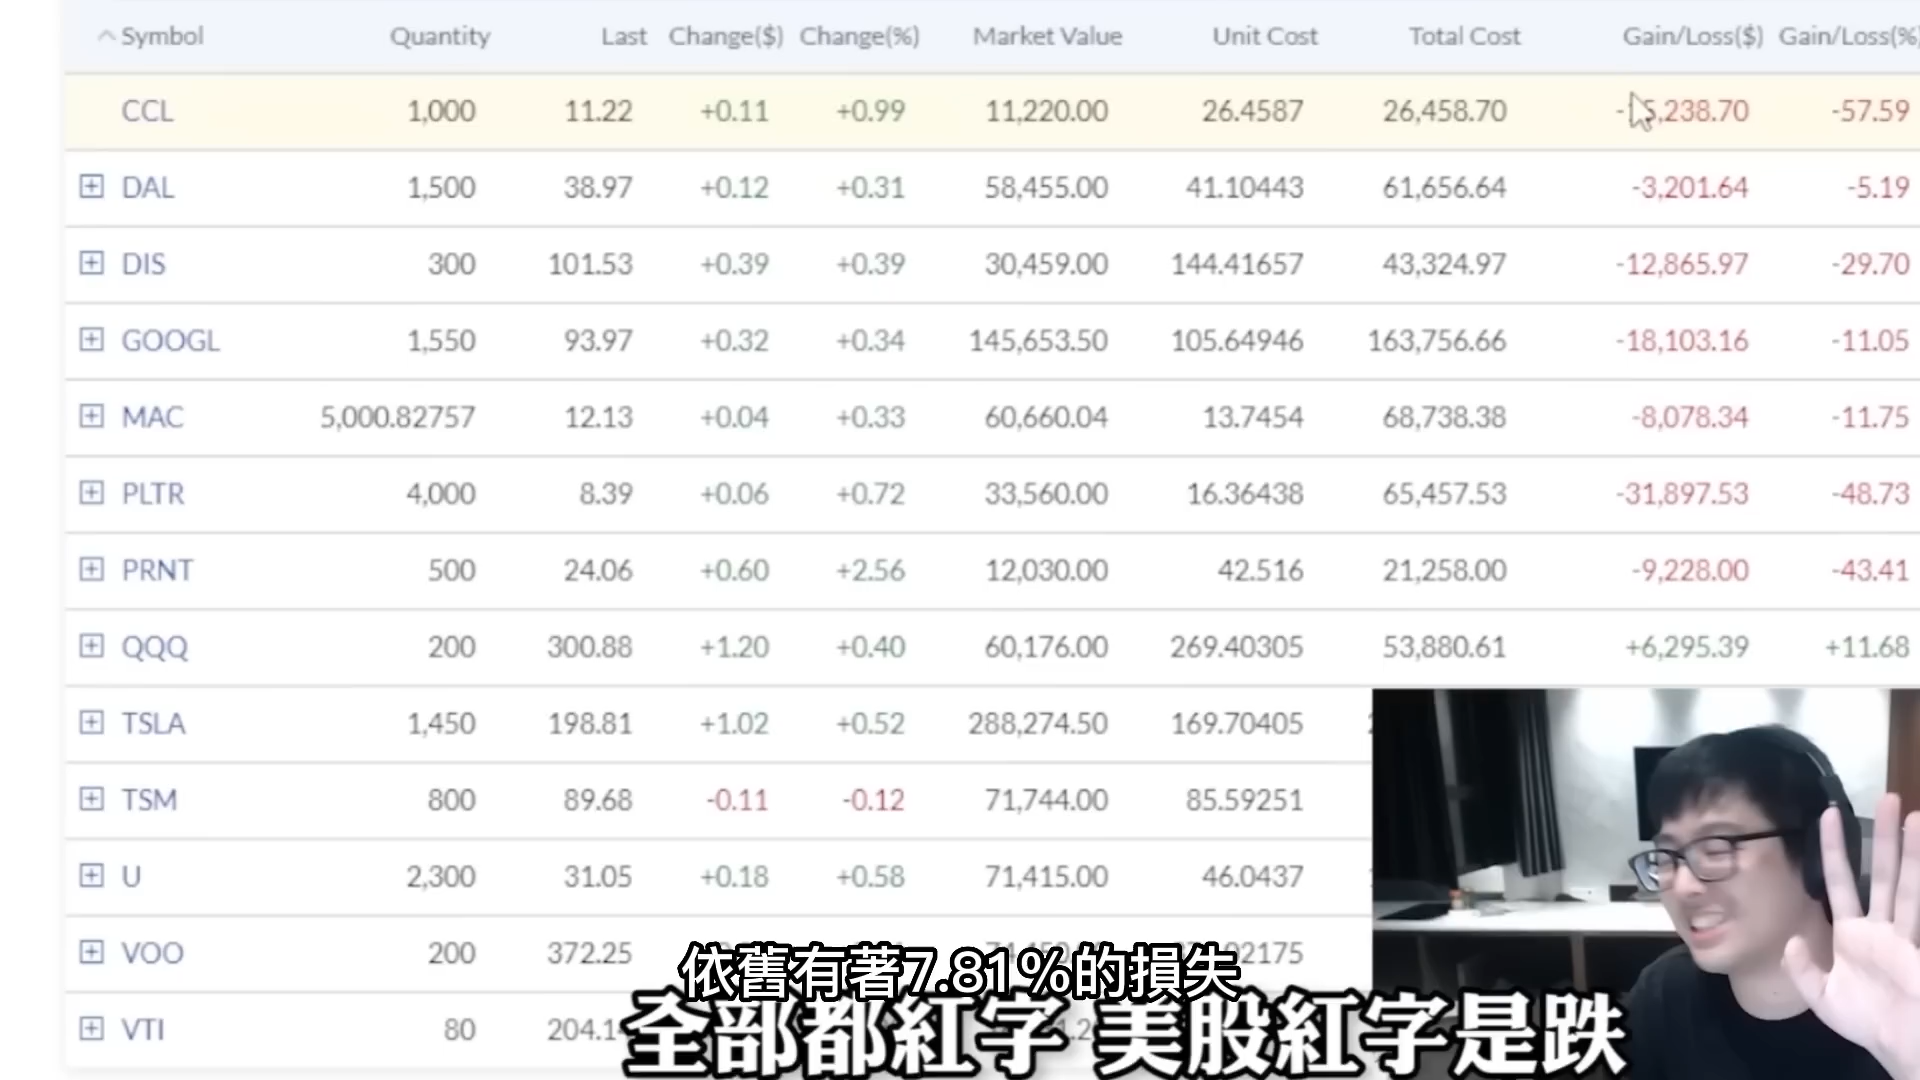 Symbol Quantity Last Change($) Change(%) Market Value Unit Cost Total Cost Gain/Loss($) Gain/Loss(%)
CCL 1,000 11.22 +0.11 +0.99 11,220.00 26.4587 26,458.70 5,238.70 -57.59
DAL 1,500 38.97 +0.12 +0.31 58,455.00 41.10443 61,656.64 -3,201.64 -5.19
DIS 300 101.53 +0.39 +0.39 30,459.00 144.41657 43,324.97 -12,865.97 -29.70
GOOGL 1,550 93.97 +0.32 +0.34 145,653.50 105.64946 163,756.66 -18,103.16 -11.05
MAC 5,000.82757 12.13 +0.04 +0.33 60,660.04 13.7454 68,738.38 -8,078.34 -11.75
PLTR 4,000 8.39 +0.06 +0.72 33,560.00 16.36438 65,457.53 -31,897.53 -48.73
PRNT 500 24.06 +0.60 +2.56 12,030.00 42.516 21,258.00 -9,228.00 -43.41
QQQ 200 300.88 +1.20 +0.40 60,176.00 269.40305 53,880.61 +6,295.39 +11.68
TSLA 1,450 198.81 +1.02 +0.52 288,274.50 169.70405
TSM 800 89.68 -0.11 -0.12 71,744.00 85.59251
U 2,300 31.05 +0.18 +0.58 71,415.00 46.0437
VOO 200 372.25
依舊有著7.81%的損失
VTI 80
全部都紅字 美股紅字是跌